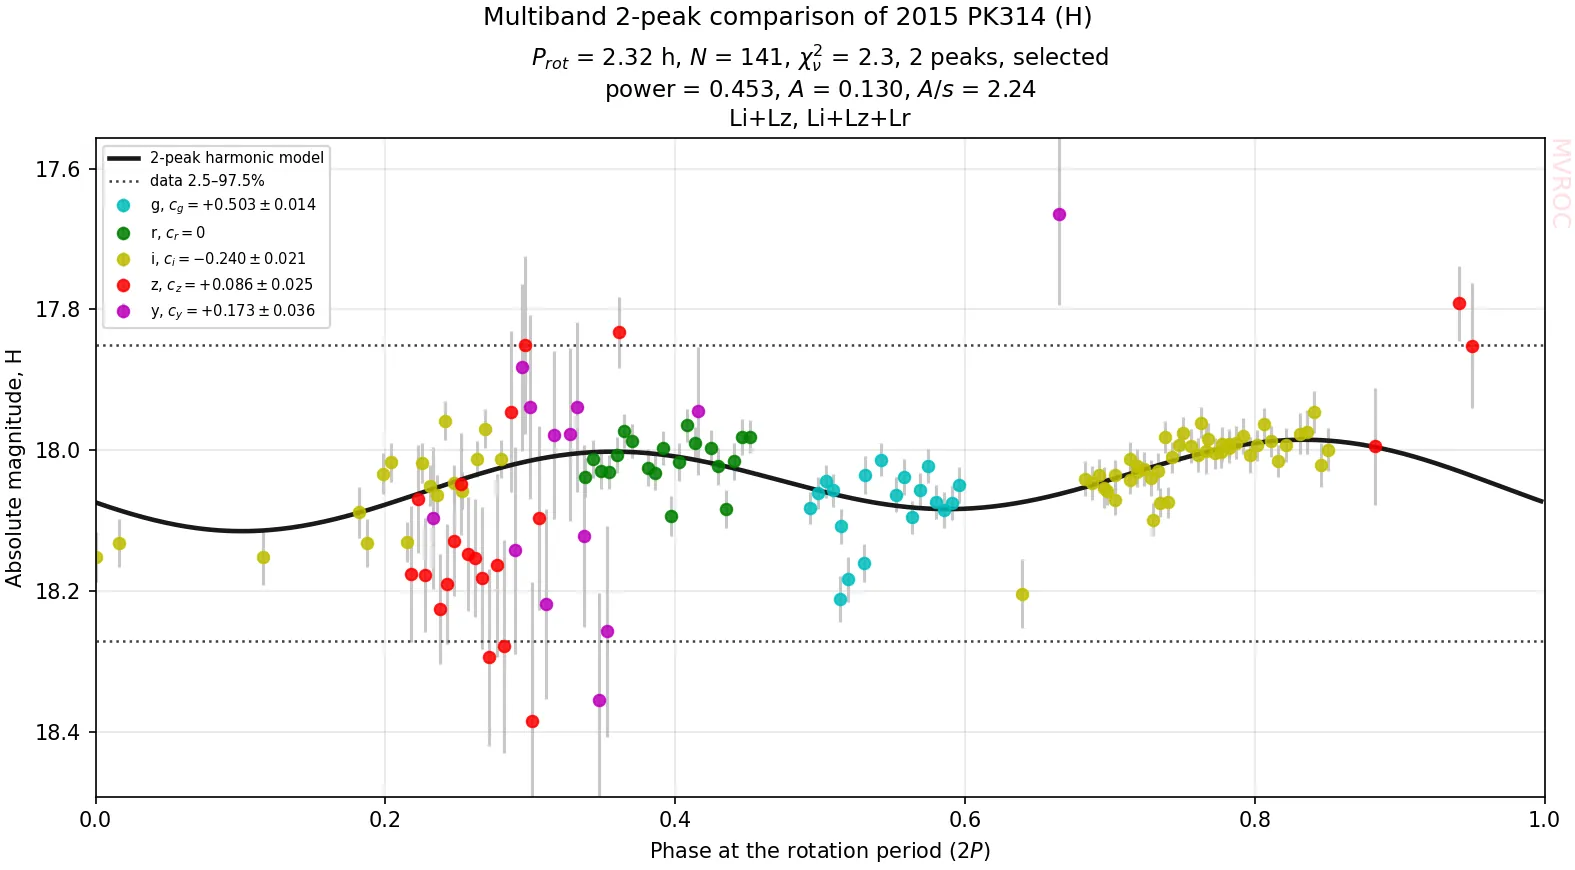 Multiband 2-peak comparison of 2015 PK314 (H)
P_rot = 2.32 h, N = 141, χ²_ν = 2.3, 2 peaks, selected
power = 0.453, A = 0.130, A/s = 2.24
Li+Lz, Li+Lz+Lr
2-peak harmonic model
data 2.5–97.5%
g, c_g = +0.503 ± 0.014
r, c_r = 0
i, c_i = −0.240 ± 0.021
z, c_z = +0.086 ± 0.025
y, c_y = +0.173 ± 0.036
MVROC
Absolute magnitude, H
17.6
17.8
18.0
18.2
18.4
0.0 0.2 0.4 0.6 0.8 1.0
Phase at the rotation period (2P)